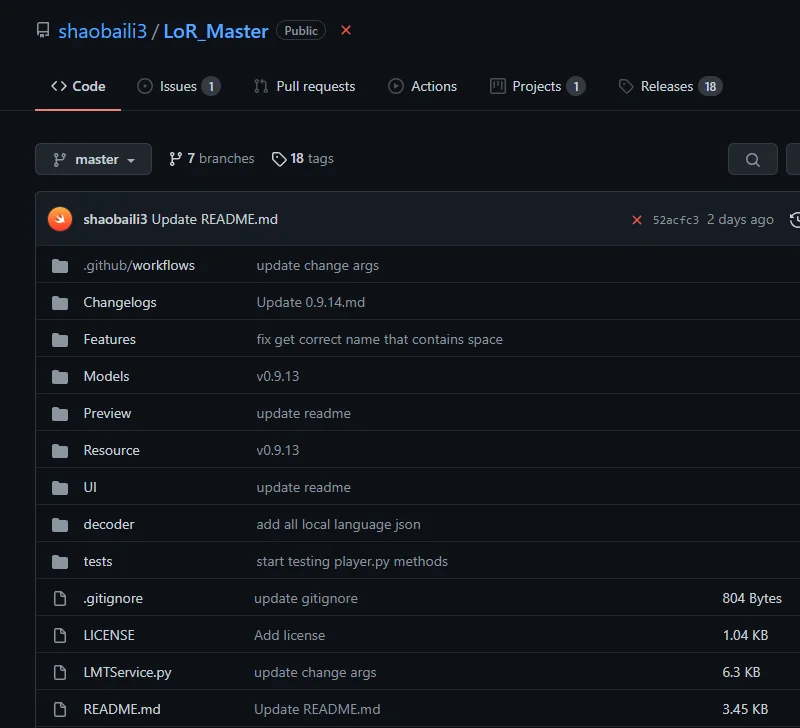 shaobaili3 / LoR_Master Public
Code Issues 1 Pull requests Actions Projects 1 Releases 18
master 7 branches 18 tags
shaobaili3 Update README.md 52acfc3 2 days ago
.github/workflows update change args
Changelogs Update 0.9.14.md
Features fix get correct name that contains space
Models v0.9.13
Preview update readme
Resource v0.9.13
UI update readme
decoder add all local language json
tests start testing player.py methods
.gitignore update gitignore 804 Bytes
LICENSE Add license 1.04 KB
LMTService.py update change args 6.3 KB
README.md Update README.md 3.45 KB